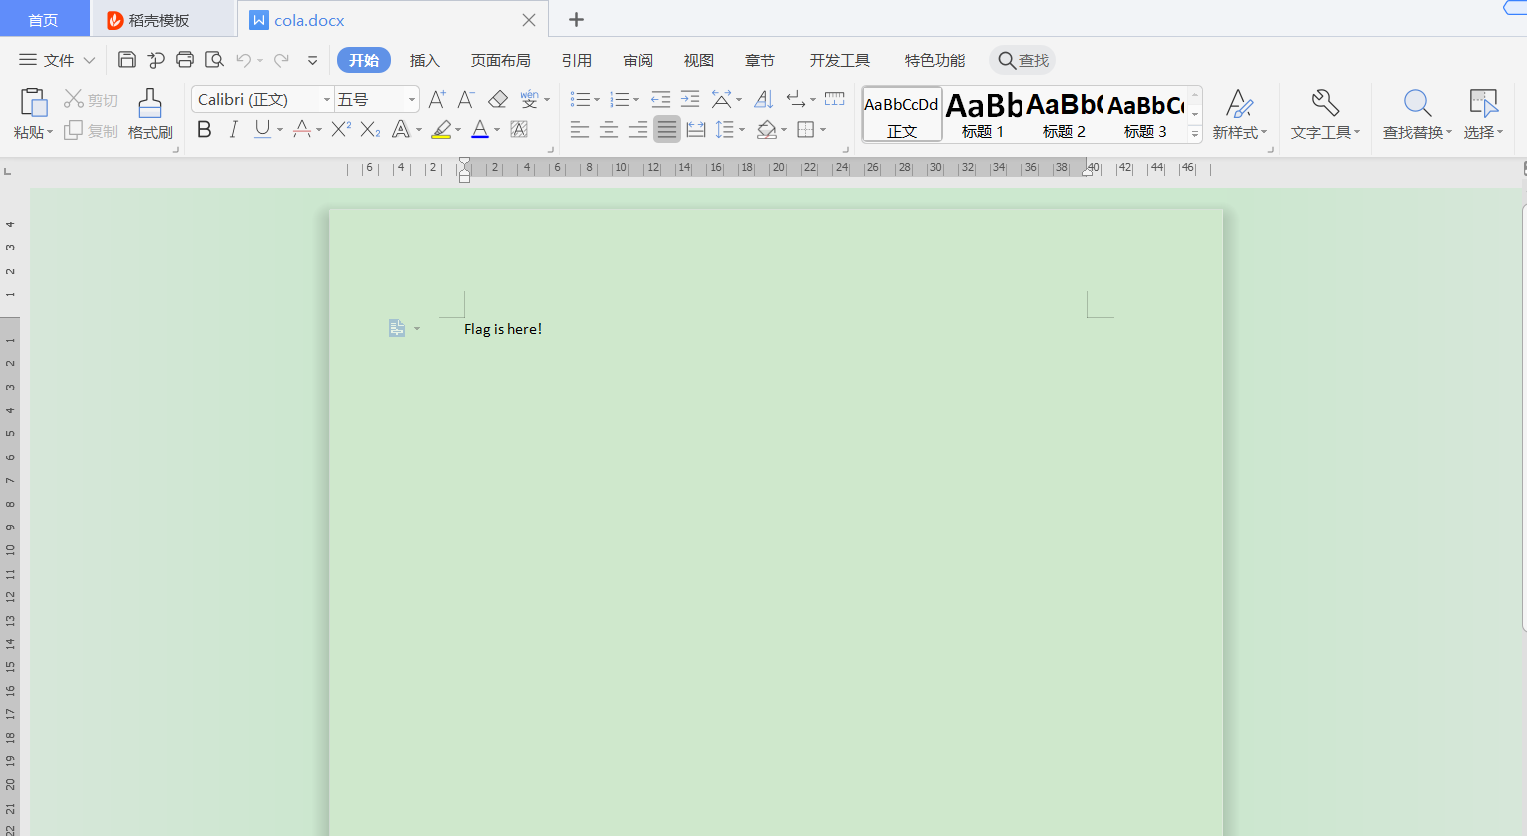 首页 稻壳模板 W cola.docx
文件 开始 插入 页面布局 引用 审阅 视图 章节 开发工具 特色功能 查找
粘贴 剪切 复制 格式刷
Calibri (正文) 五号 A+ A- wén 变
B I U A X² X₂ A A A
AaBbCcDd AaBb AaBb AaBbC
正文 标题 1 标题 2 标题 3
新样式 文字工具 查找替换 选择
6 4 2 2 4 6 8 10 12 14 16 18 20 22 24 26 28 30 32 34 36 38 40 42 44 46
4
3
2
1
1
2
3
4
5
6
7
8
9
10
11
12
13
14
15
16
17
18
19
20
21
22
Flag is here!